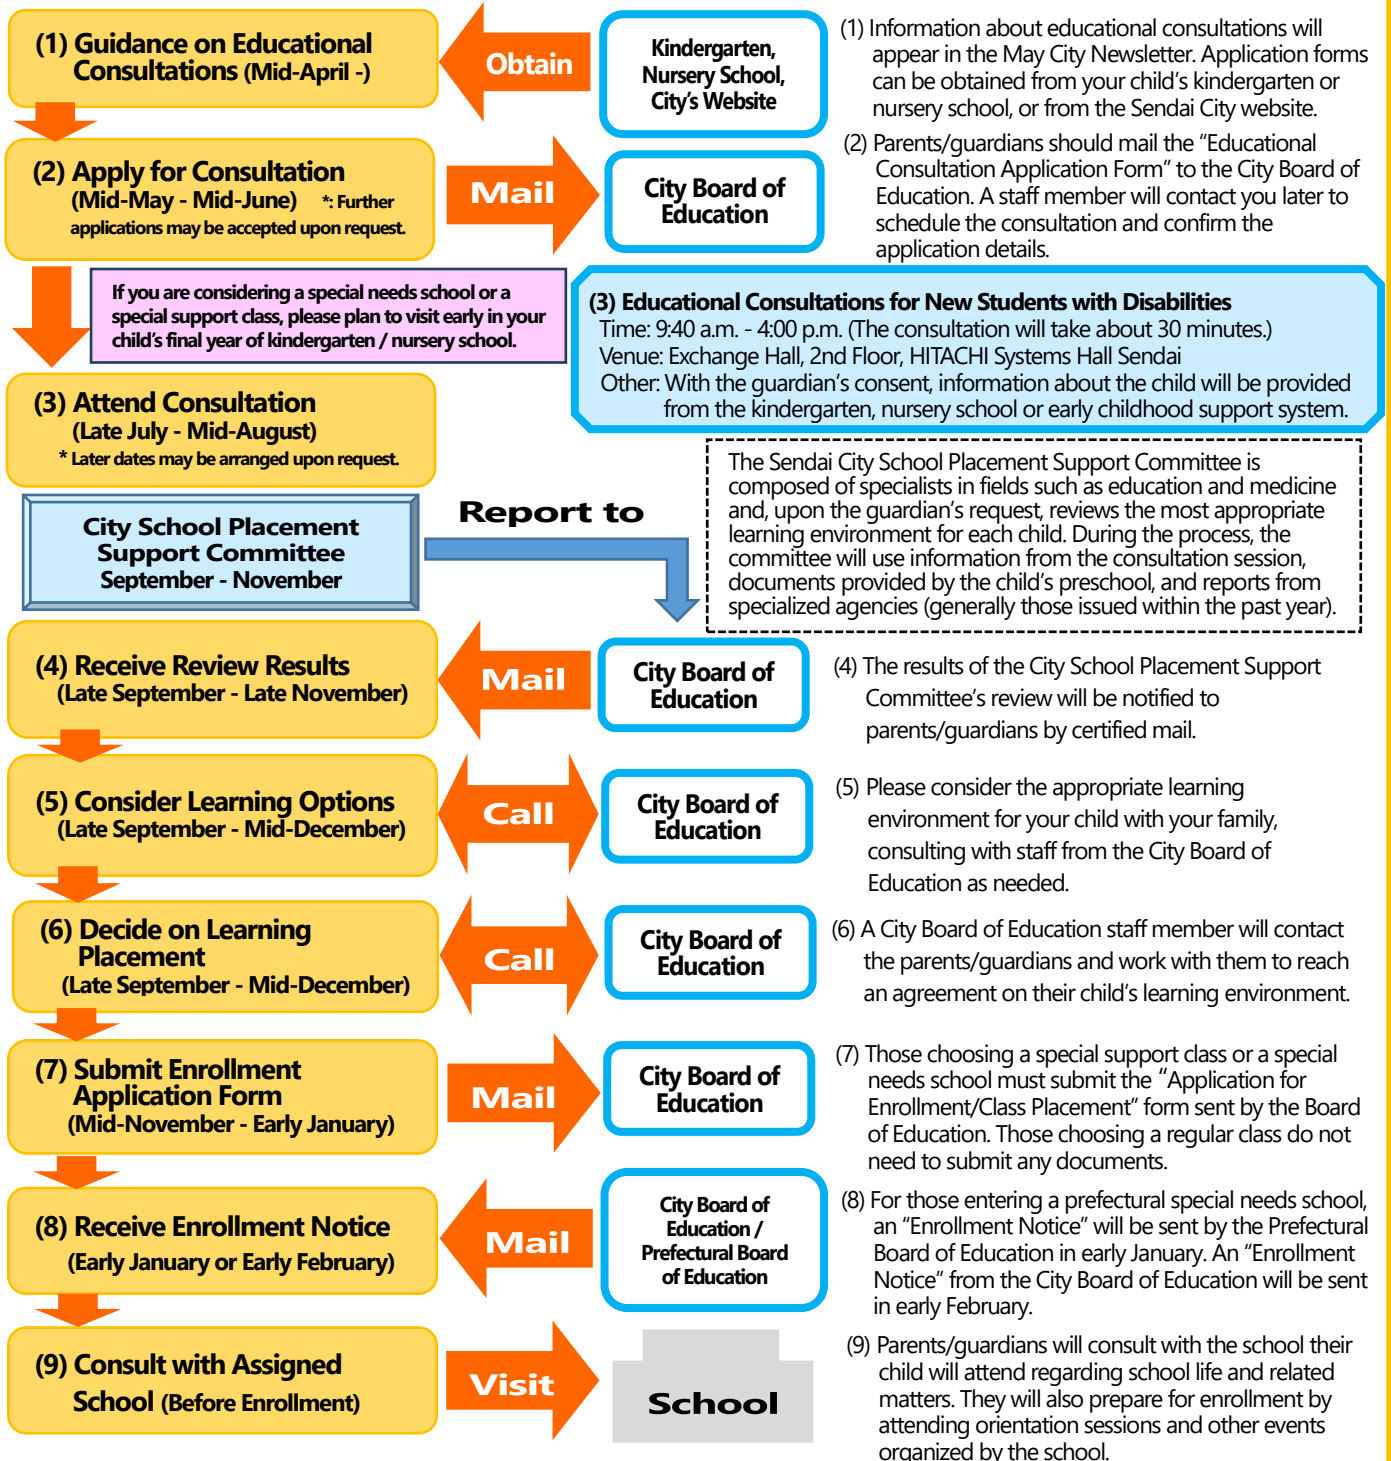 (1) Guidance on Educational
Consultations (Mid-April -)
Obtain
Kindergarten,
Nursery School,
City's Website
(1) Information about educational consultations will
appear in the May City Newsletter. Application forms
can be obtained from your child's kindergarten or
nursery school, or from the Sendai City website.
(2) Apply for Consultation
(Mid-May - Mid-June) *: Further
applications may be accepted upon request.
Mail
City Board of
Education
(2) Parents/guardians should mail the "Educational
Consultation Application Form" to the City Board of
Education. A staff member will contact you later to
schedule the consultation and confirm the
application details.
If you are considering a special needs school or a
special support class, please plan to visit early in your
child's final year of kindergarten / nursery school.
(3) Educational Consultations for New Students with Disabilities
Time: 9:40 a.m. - 4:00 p.m. (The consultation will take about 30 minutes.)
Venue: Exchange Hall, 2nd Floor, HITACHI Systems Hall Sendai
Other: With the guardian's consent, information about the child will be provided
from the kindergarten, nursery school or early childhood support system.
(3) Attend Consultation
(Late July - Mid-August)
* Later dates may be arranged upon request.
City School Placement
Support Committee
September - November
Report to
The Sendai City School Placement Support Committee is
composed of specialists in fields such as education and medicine
and, upon the guardian's request, reviews the most appropriate
learning environment for each child. During the process, the
committee will use information from the consultation session,
documents provided by the child's preschool, and reports from
specialized agencies (generally those issued within the past year).
(4) Receive Review Results
(Late September - Late November)
Mail
City Board of
Education
(4) The results of the City School Placement Support
Committee's review will be notified to
parents/guardians by certified mail.
(5) Consider Learning Options
(Late September - Mid-December)
Call
City Board of
Education
(5) Please consider the appropriate learning
environment for your child with your family,
consulting with staff from the City Board of
Education as needed.
(6) Decide on Learning
Placement
(Late September - Mid-December)
Call
City Board of
Education
(6) A City Board of Education staff member will contact
the parents/guardians and work with them to reach
an agreement on their child's learning environment.
(7) Submit Enrollment
Application Form
(Mid-November - Early January)
Mail
City Board of
Education
(7) Those choosing a special support class or a special
needs school must submit the "Application for
Enrollment/Class Placement" form sent by the Board
of Education. Those choosing a regular class do not
need to submit any documents.
(8) Receive Enrollment Notice
(Early January or Early February)
Mail
City Board of
Education /
Prefectural Board
of Education
(8) For those entering a prefectural special needs school,
an "Enrollment Notice" will be sent by the Prefectural
Board of Education in early January. An "Enrollment
Notice" from the City Board of Education will be sent
in early February.
(9) Consult with Assigned
School (Before Enrollment)
Visit
School
(9) Parents/guardians will consult with the school their
child will attend regarding school life and related
matters. They will also prepare for enrollment by
attending orientation sessions and other events
organized by the school.